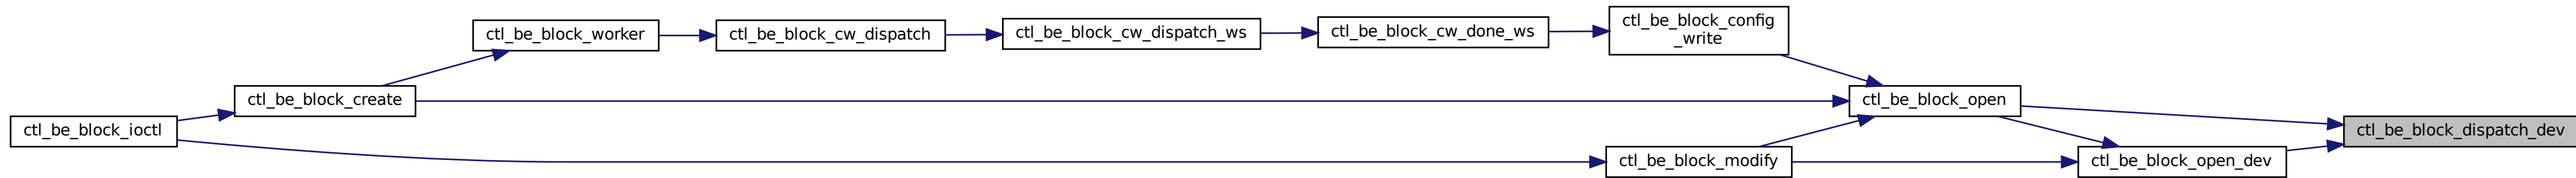 ctl_be_block_ioctl
ctl_be_block_create
ctl_be_block_worker
ctl_be_block_cw_dispatch
ctl_be_block_cw_dispatch_ws
ctl_be_block_cw_done_ws
ctl_be_block_config
_write
ctl_be_block_modify
ctl_be_block_open
ctl_be_block_open_dev
ctl_be_block_dispatch_dev